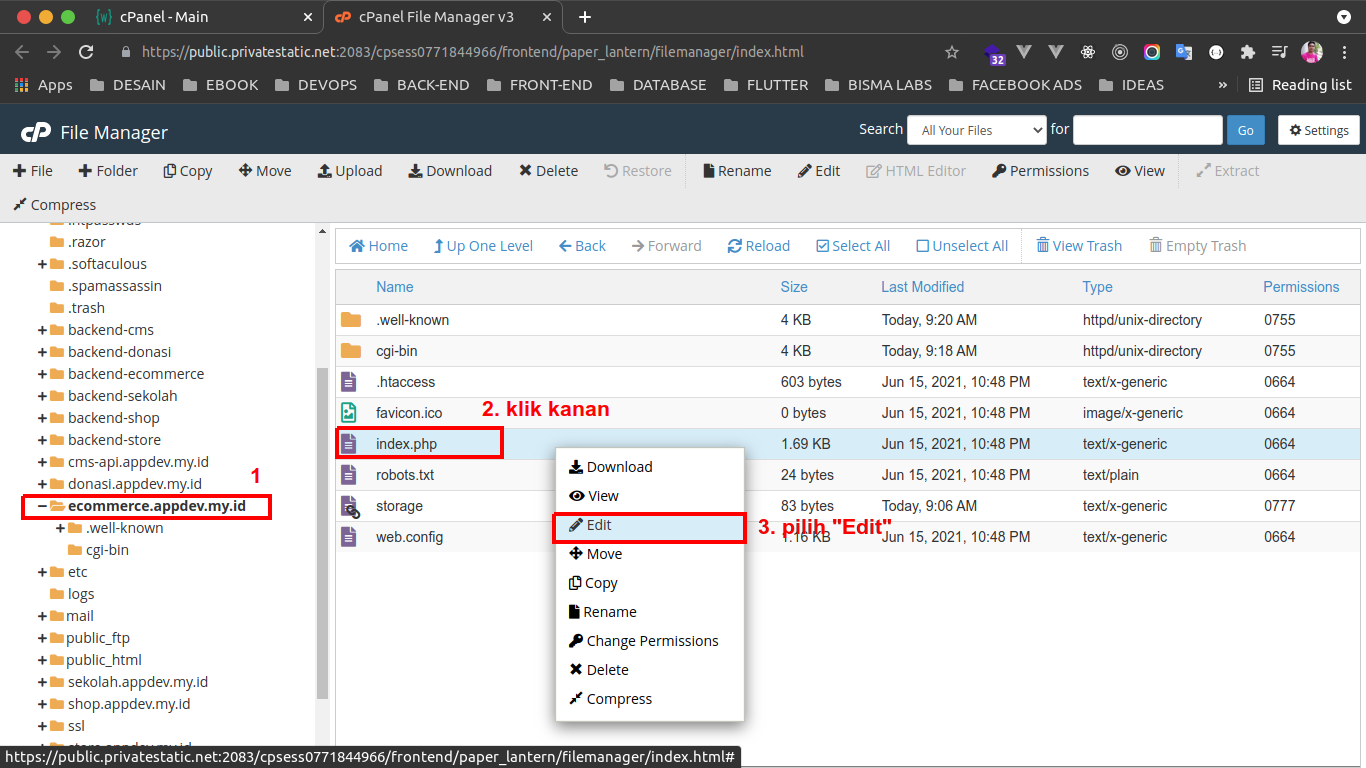 cPanel - Main
cPanel File Manager v3
https://public.privatestatic.net:2083/cpsess0771844966/frontend/paper_lantern/filemanager/index.html
32
Apps DESAIN EBOOK DEVOPS BACK-END FRONT-END DATABASE FLUTTER BISMA LABS FACEBOOK ADS IDEAS » Reading list
cP File Manager
Search All Your Files for Go Settings
File Folder Copy Move Upload Download Delete Restore Rename Edit HTML Editor Permissions View Extract
Compress
.razor
.softaculous
.spamassassin
.trash
backend-cms
backend-donasi
backend-ecommerce
backend-sekolah
backend-shop
backend-store
cms-api.appdev.my.id
donasi.appdev.my.id
1
ecommerce.appdev.my.id
.well-known
cgi-bin
etc
logs
mail
public_ftp
public_html
sekolah.appdev.my.id
shop.appdev.my.id
ssl
Home Up One Level Back Forward Reload Select All Unselect All View Trash Empty Trash
Name Size Last Modified Type Permissions
.well-known 4 KB Today, 9:20 AM httpd/unix-directory 0755
cgi-bin 4 KB Today, 9:18 AM httpd/unix-directory 0755
.htaccess 603 bytes Jun 15, 2021, 10:48 PM text/x-generic 0664
favicon.ico 0 bytes Jun 15, 2021, 10:48 PM image/x-generic 0664
2. klik kanan
index.php 1.69 KB Jun 15, 2021, 10:48 PM text/x-generic 0664
robots.txt 24 bytes Jun 15, 2021, 10:48 PM text/plain 0664
storage 83 bytes Today, 9:06 AM text/x-generic 0777
web.config 1.16 KB Jun 15, 2021, 10:48 PM text/x-generic 0664
Download
View
Edit
3. pilih "Edit"
Move
Copy
Rename
Change Permissions
Delete
Compress
https://public.privatestatic.net:2083/cpsess0771844966/frontend/paper_lantern/filemanager/index.html#